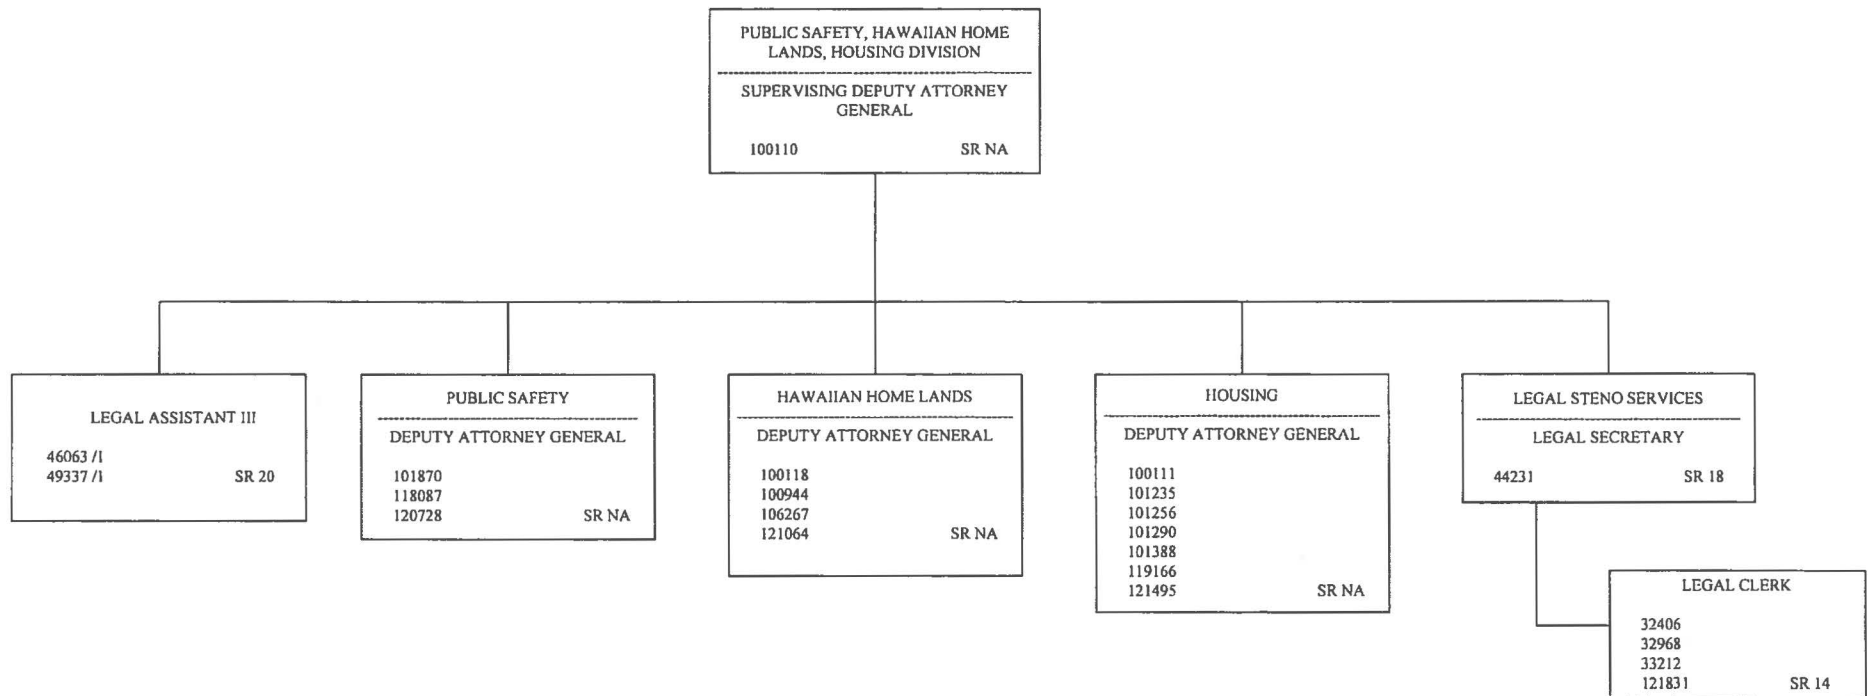 PUBLIC SAFETY, HAWAIIAN HOME
LANDS, HOUSING DIVISION
SUPERVISING DEPUTY ATTORNEY
GENERAL
100110 SR NA
LEGAL ASSISTANT III
46063 /1
49337 /1 SR 20
PUBLIC SAFETY
DEPUTY ATTORNEY GENERAL
101870
118087
120728 SR NA
HAWAIIAN HOME LANDS
DEPUTY ATTORNEY GENERAL
100118
100944
106267
121064 SR NA
HOUSING
DEPUTY ATTORNEY GENERAL
100111
101235
101256
101290
101388
119166
121495 SR NA
LEGAL STENO SERVICES
LEGAL SECRETARY
44231 SR 18
LEGAL CLERK
32406
32968
33212
121831 SR 14